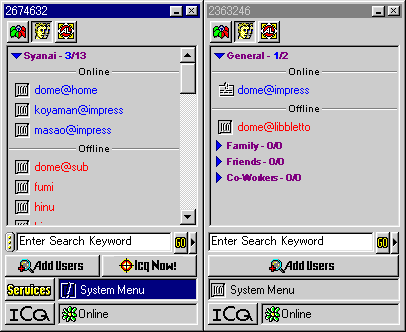 2674632
Syanai - 3/13
Online
dome@home
koyaman@impress
masao@impress
Offline
dome@sub
fumi
hinu
Enter Search Keyword
GO
Add Users
Icq Now!
Services
System Menu
ICQ
Online
2363246
General - 1/2
Online
dome@impress
Offline
dome@libbletto
Family - 0/0
Friends - 0/0
Co-Workers - 0/0
Enter Search Keyword
GO
Add Users
System Menu
ICQ
Online